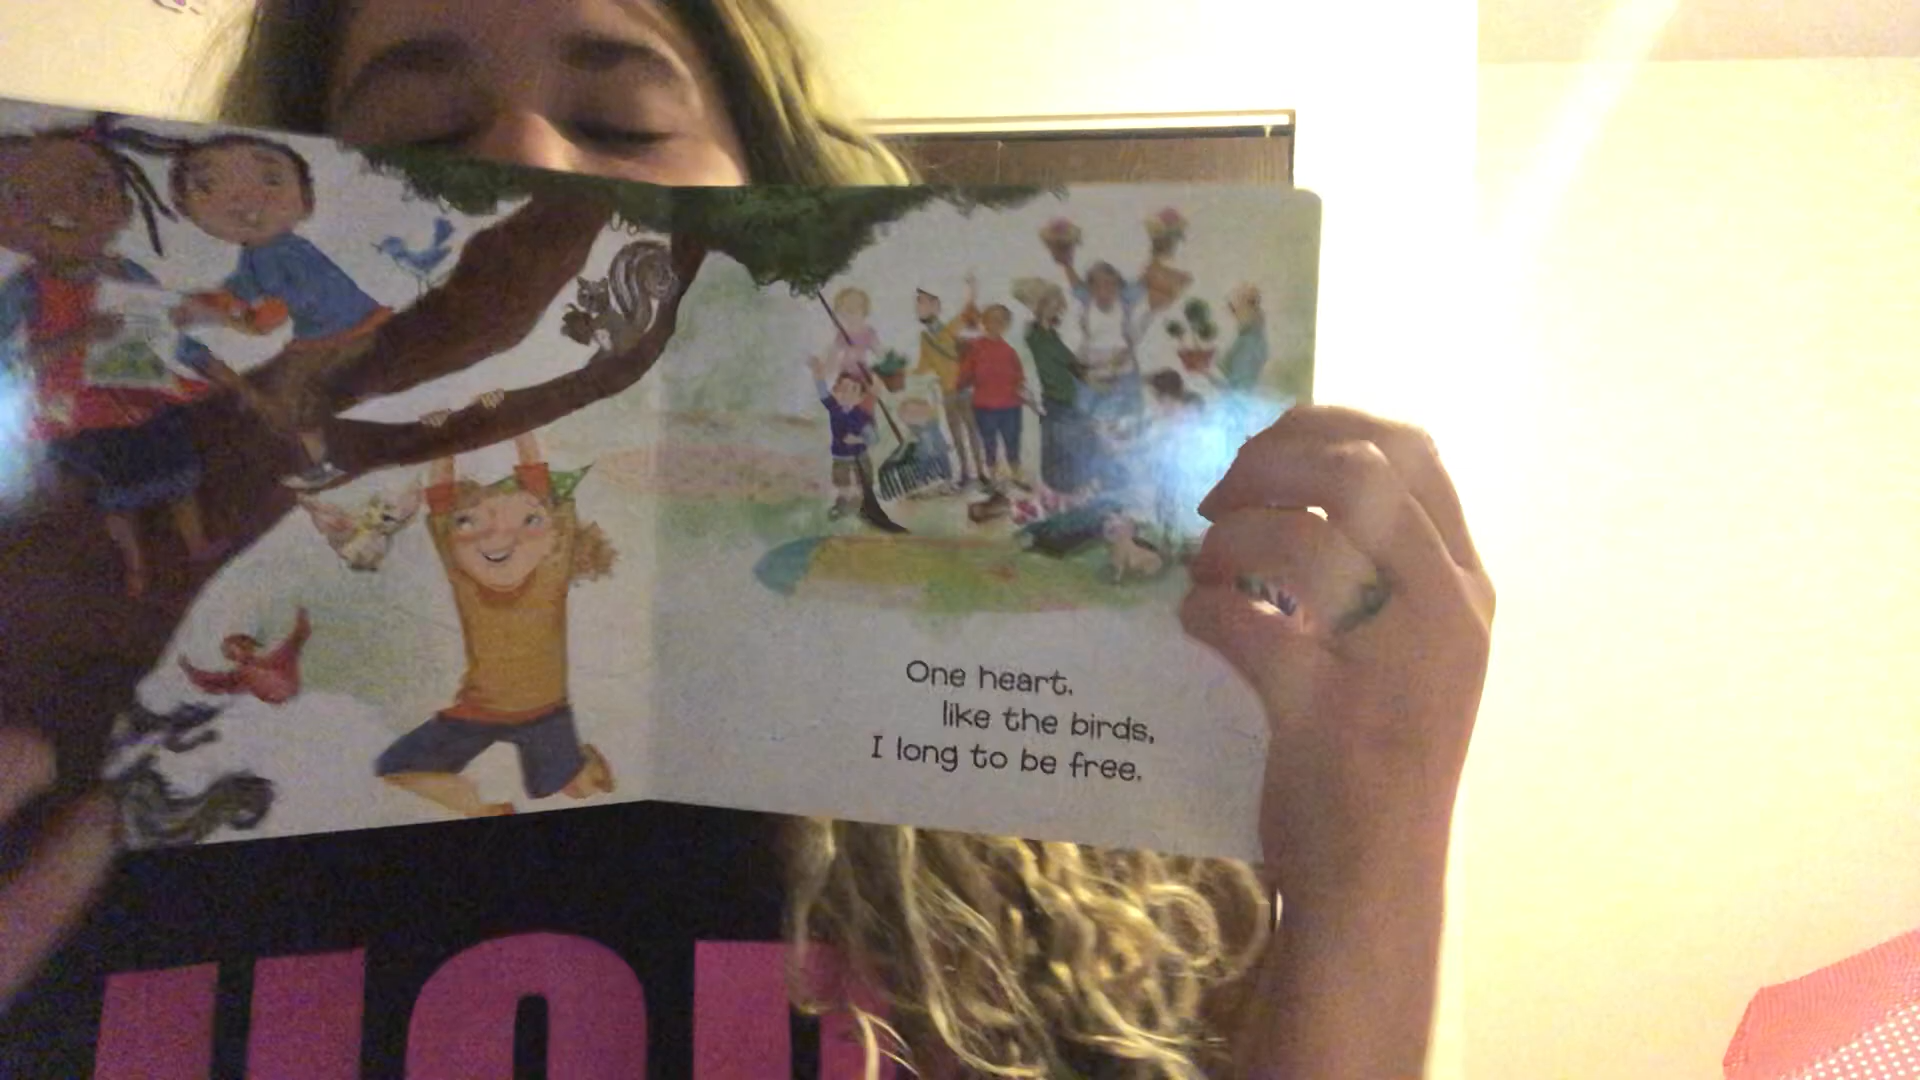 One heart,
like the birds,
I long to be free.